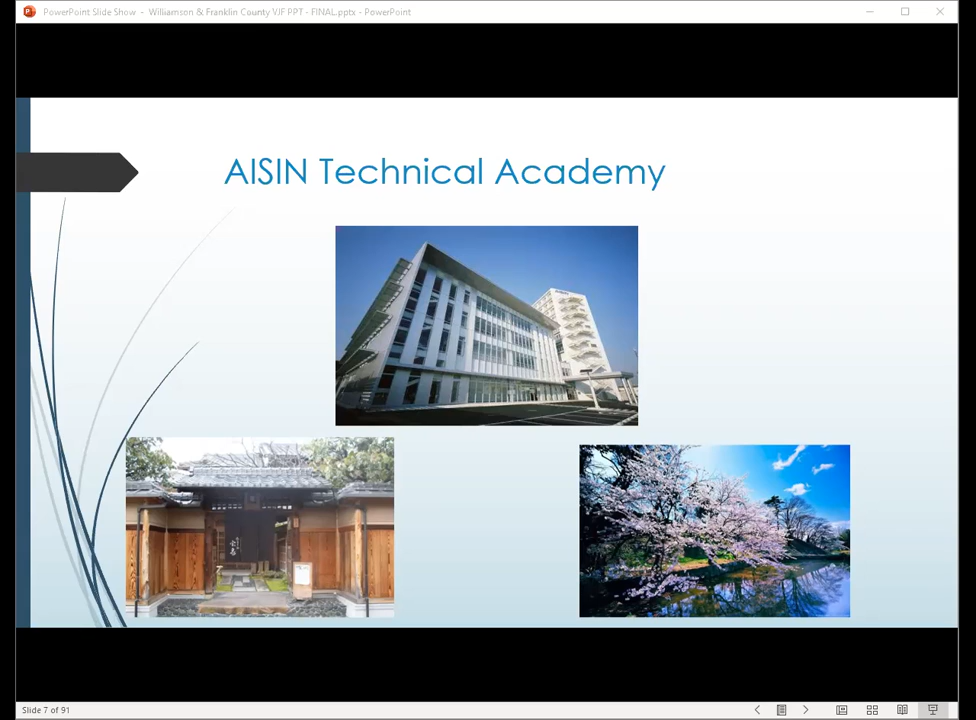 PowerPoint Slide Show - Williamson & Franklin County VJF PPT - FINAL.pptx - PowerPoint
AISIN Technical Academy
Slide 7 of 91